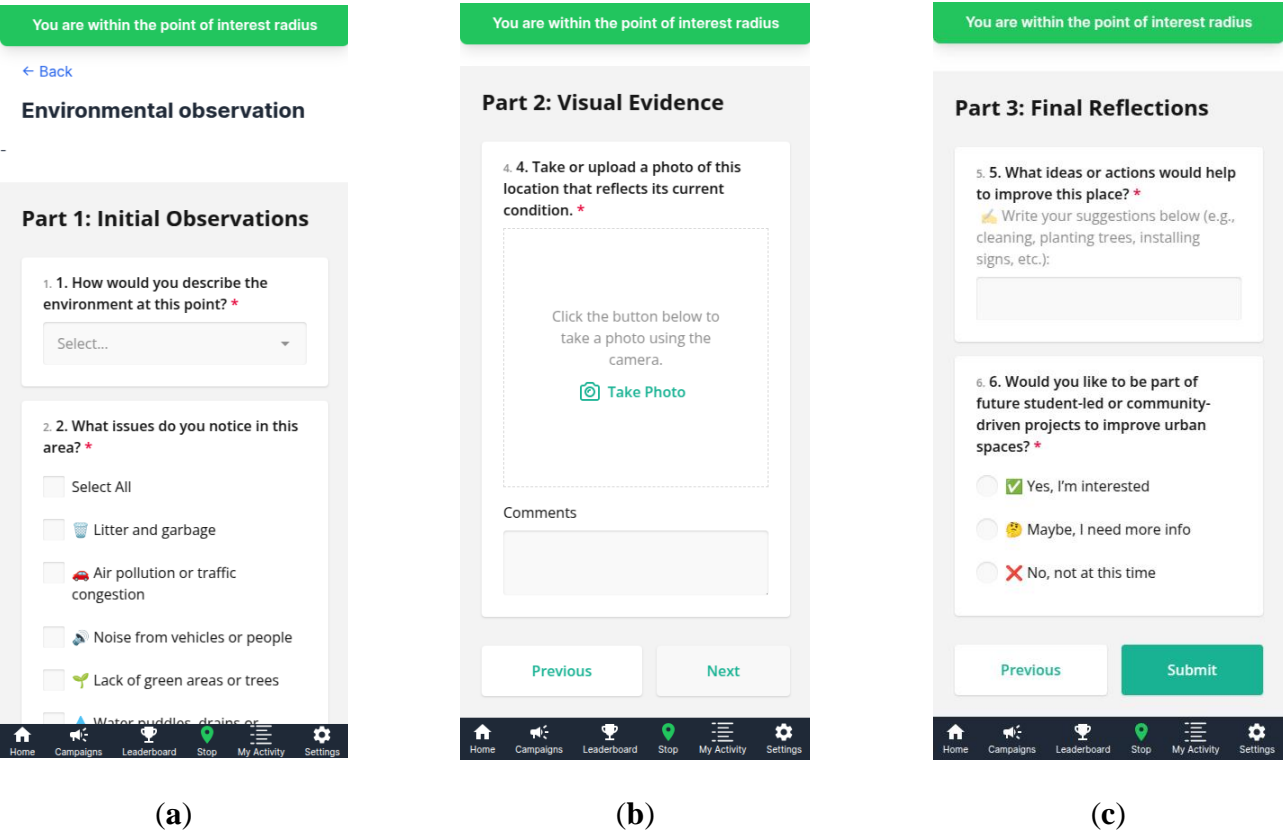 You are within the point of interest radius
← Back
Environmental observation
-
Part 1: Initial Observations
1. 1. How would you describe the
environment at this point? *
Select...
2. 2. What issues do you notice in this
area? *
Select All
🗑️ Litter and garbage
🚗 Air pollution or traffic
congestion
🔊 Noise from vehicles or people
🌱 Lack of green areas or trees
💧 Water puddles, drains or
Home Campaigns Leaderboard Stop My Activity Settings
(a)
You are within the point of interest radius
Part 2: Visual Evidence
4. 4. Take or upload a photo of this
location that reflects its current
condition. *
Click the button below to
take a photo using the
camera.
Take Photo
Comments
Previous Next
Home Campaigns Leaderboard Stop My Activity Settings
(b)
You are within the point of interest radius
Part 3: Final Reflections
5. 5. What ideas or actions would help
to improve this place? *
✍️ Write your suggestions below (e.g.,
cleaning, planting trees, installing
signs, etc.):
6. 6. Would you like to be part of
future student-led or community-
driven projects to improve urban
spaces? *
✅ Yes, I'm interested
🤔 Maybe, I need more info
❌ No, not at this time
Previous Submit
Home Campaigns Leaderboard Stop My Activity Settings
(c)